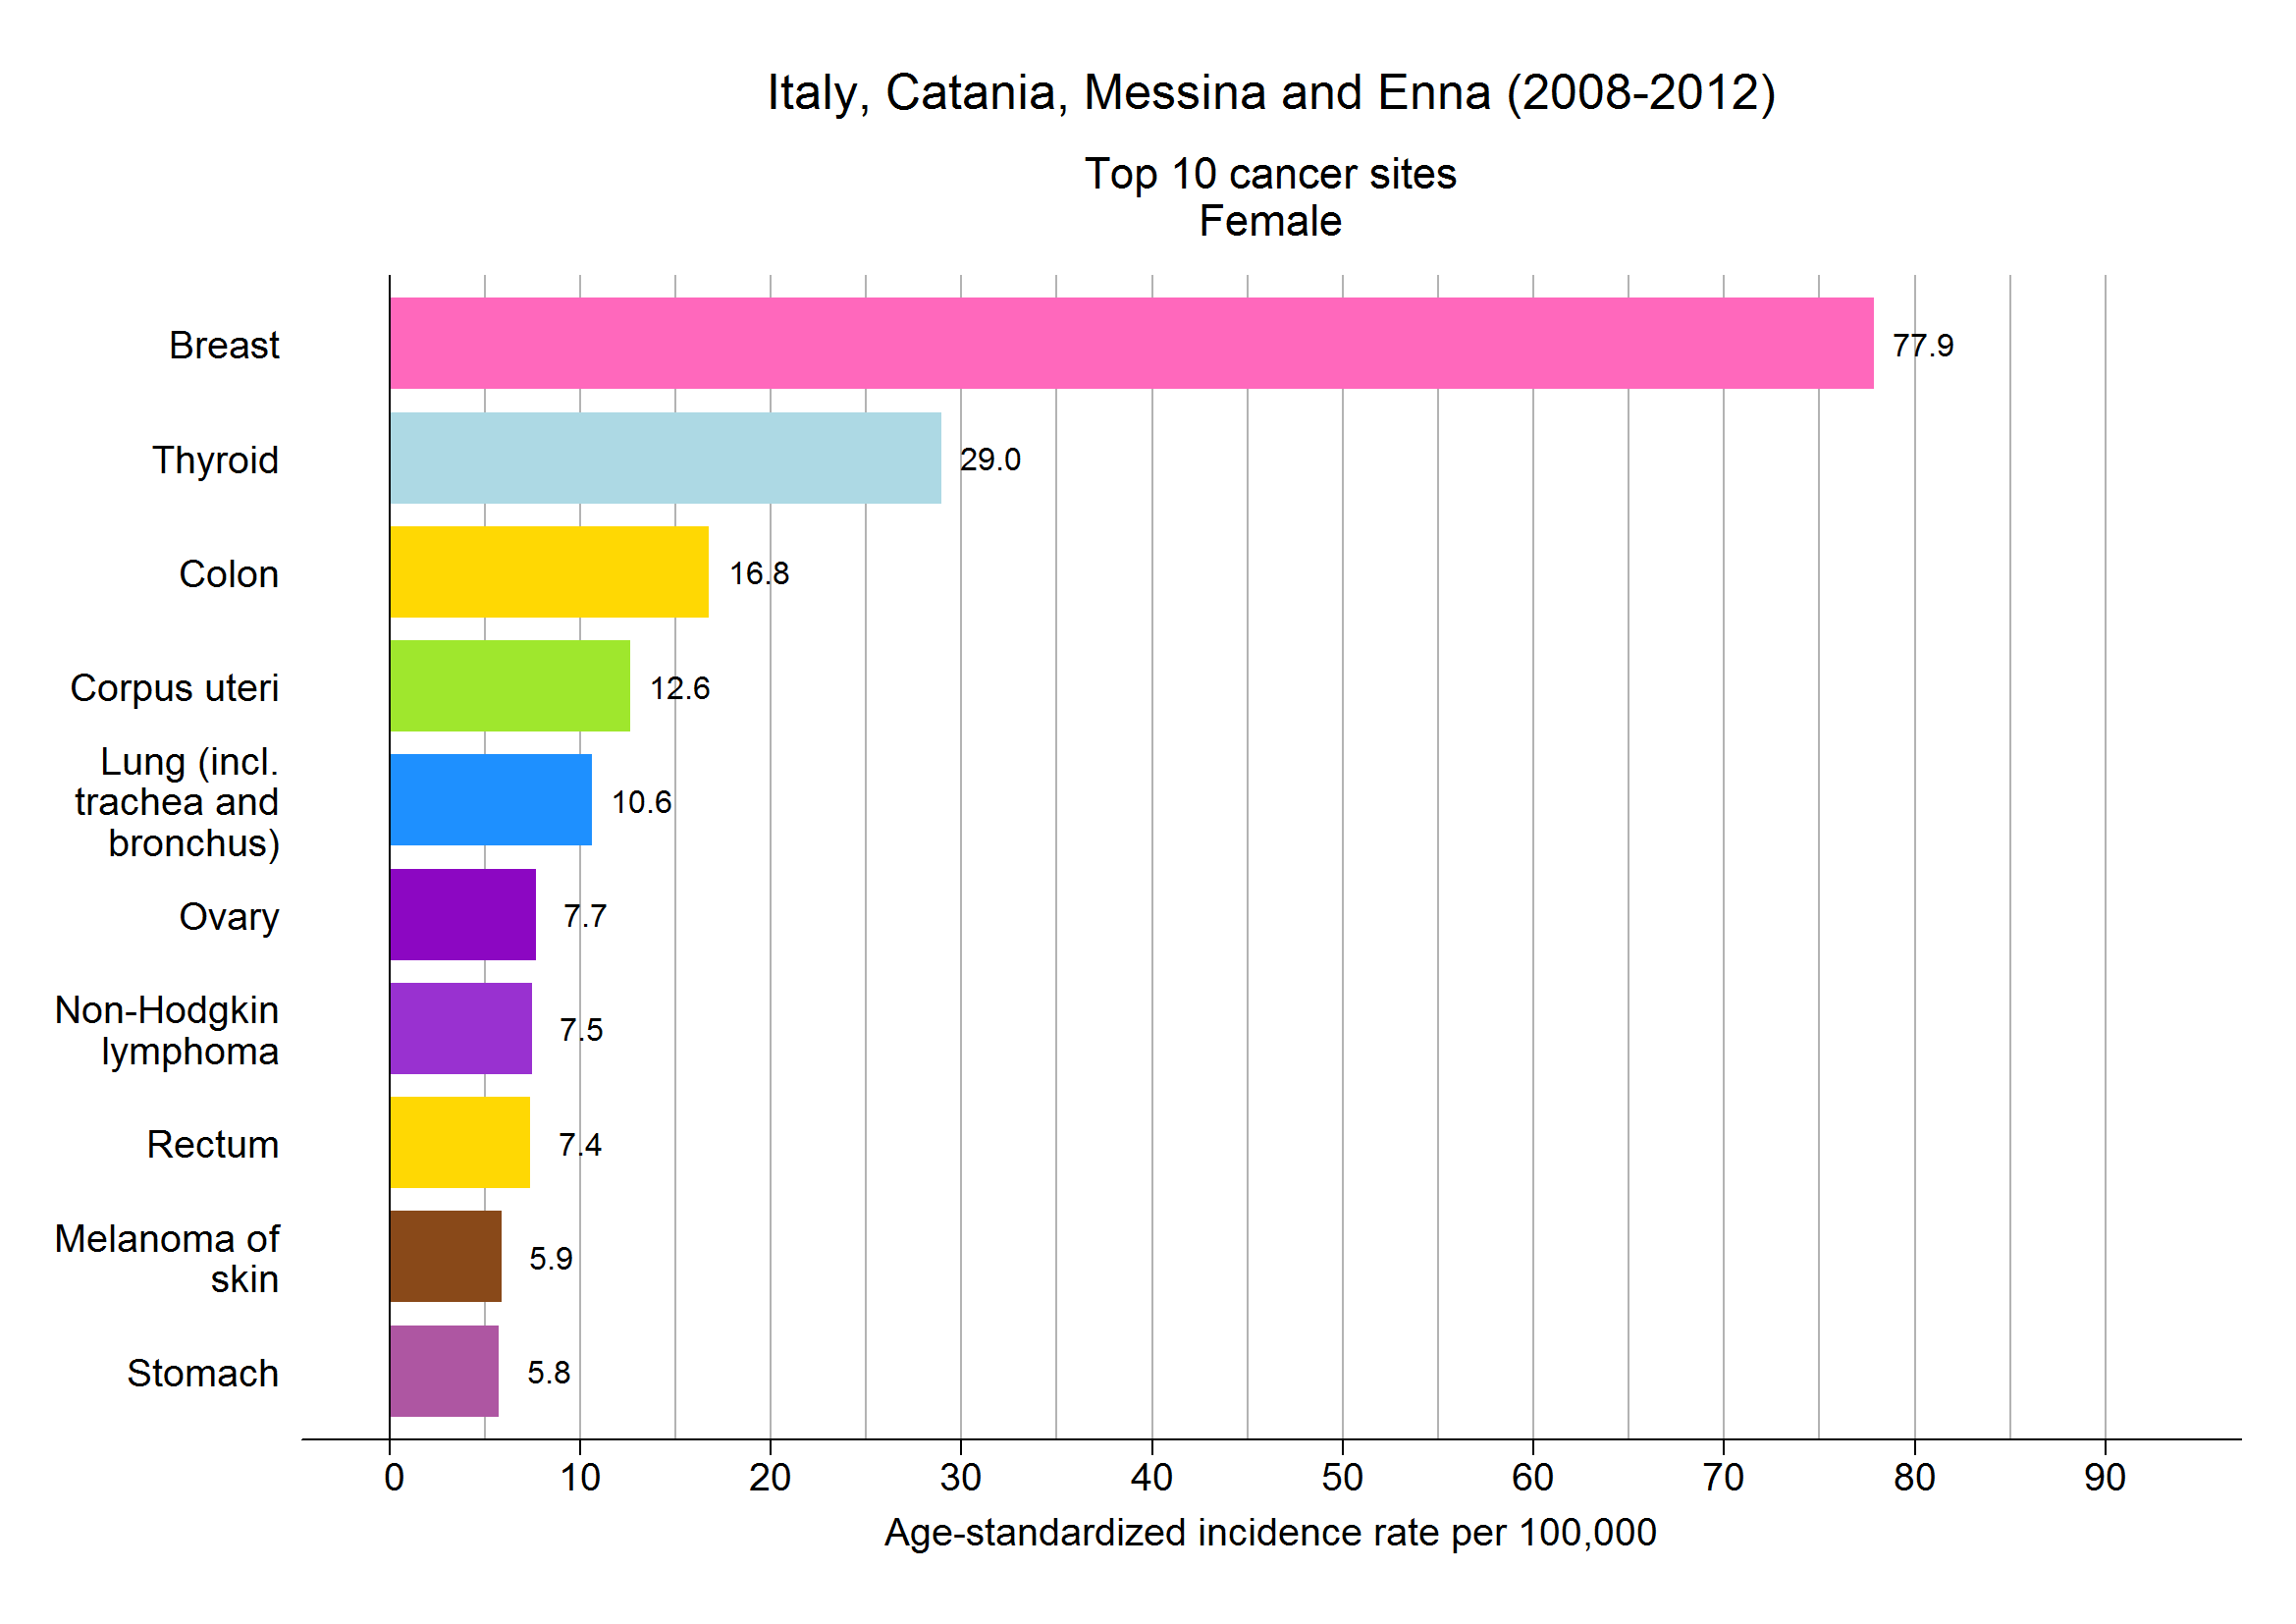 Italy, Catania, Messina and Enna (2008-2012)
Top 10 cancer sites
Female
Breast
77.9
Thyroid
29.0
Colon
16.8
Corpus uteri
12.6
Lung (incl.
trachea and
bronchus)
10.6
Ovary
7.7
Non-Hodgkin
lymphoma
7.5
Rectum
7.4
Melanoma of
skin
5.9
Stomach
5.8
0 10 20 30 40 50 60 70 80 90
Age-standardized incidence rate per 100,000